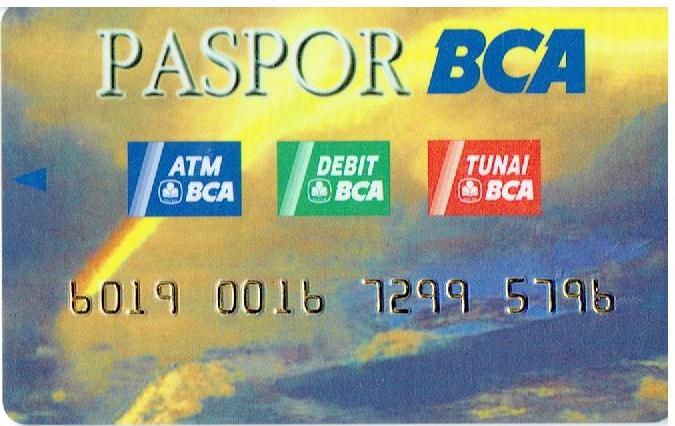 PASPOR BCA
ATM BCA
DEBIT BCA
TUNAI BCA
6019 0016 7299 5796